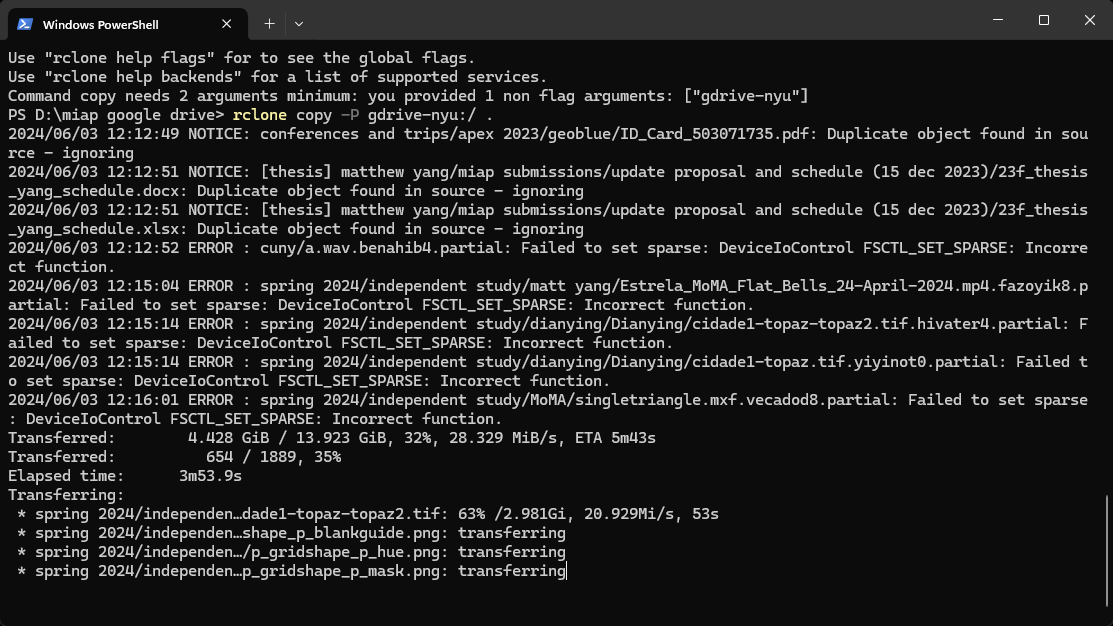 Windows PowerShell
Use "rclone help flags" for to see the global flags.
Use "rclone help backends" for a list of supported services.
Command copy needs 2 arguments minimum: you provided 1 non flag arguments: ["gdrive-nyu"]
PS D:\miap google drive> rclone copy -P gdrive-nyu:/ .
2024/06/03 12:12:49 NOTICE: conferences and trips/apex 2023/geoblue/ID_Card_503071735.pdf: Duplicate object found in sou
rce - ignoring
2024/06/03 12:12:51 NOTICE: [thesis] matthew yang/miap submissions/update proposal and schedule (15 dec 2023)/23f_thesis
_yang_schedule.docx: Duplicate object found in source - ignoring
2024/06/03 12:12:51 NOTICE: [thesis] matthew yang/miap submissions/update proposal and schedule (15 dec 2023)/23f_thesis
_yang_schedule.xlsx: Duplicate object found in source - ignoring
2024/06/03 12:12:52 ERROR : cuny/a.wav.benahib4.partial: Failed to set sparse: DeviceIoControl FSCTL_SET_SPARSE: Incorre
ct function.
2024/06/03 12:15:04 ERROR : spring 2024/independent study/matt yang/Estrela_MoMA_Flat_Bells_24-April-2024.mp4.fazoyik8.p
artial: Failed to set sparse: DeviceIoControl FSCTL_SET_SPARSE: Incorrect function.
2024/06/03 12:15:14 ERROR : spring 2024/independent study/dianying/Dianying/cidade1-topaz-topaz2.tif.hivater4.partial: F
ailed to set sparse: DeviceIoControl FSCTL_SET_SPARSE: Incorrect function.
2024/06/03 12:15:14 ERROR : spring 2024/independent study/dianying/Dianying/cidade1-topaz.tif.yiyinot0.partial: Failed t
o set sparse: DeviceIoControl FSCTL_SET_SPARSE: Incorrect function.
2024/06/03 12:16:01 ERROR : spring 2024/independent study/MoMA/singletriangle.mxf.vecadod8.partial: Failed to set sparse
: DeviceIoControl FSCTL_SET_SPARSE: Incorrect function.
Transferred:        4.428 GiB / 13.923 GiB, 32%, 28.329 MiB/s, ETA 5m43s
Transferred:          654 / 1889, 35%
Elapsed time:      3m53.9s
Transferring:
 * spring 2024/independen…dade1-topaz-topaz2.tif: 63% /2.981Gi, 20.929Mi/s, 53s
 * spring 2024/independen…shape_p_blankguide.png: transferring
 * spring 2024/independen…/p_gridshape_p_hue.png: transferring
 * spring 2024/independen…p_gridshape_p_mask.png: transferring